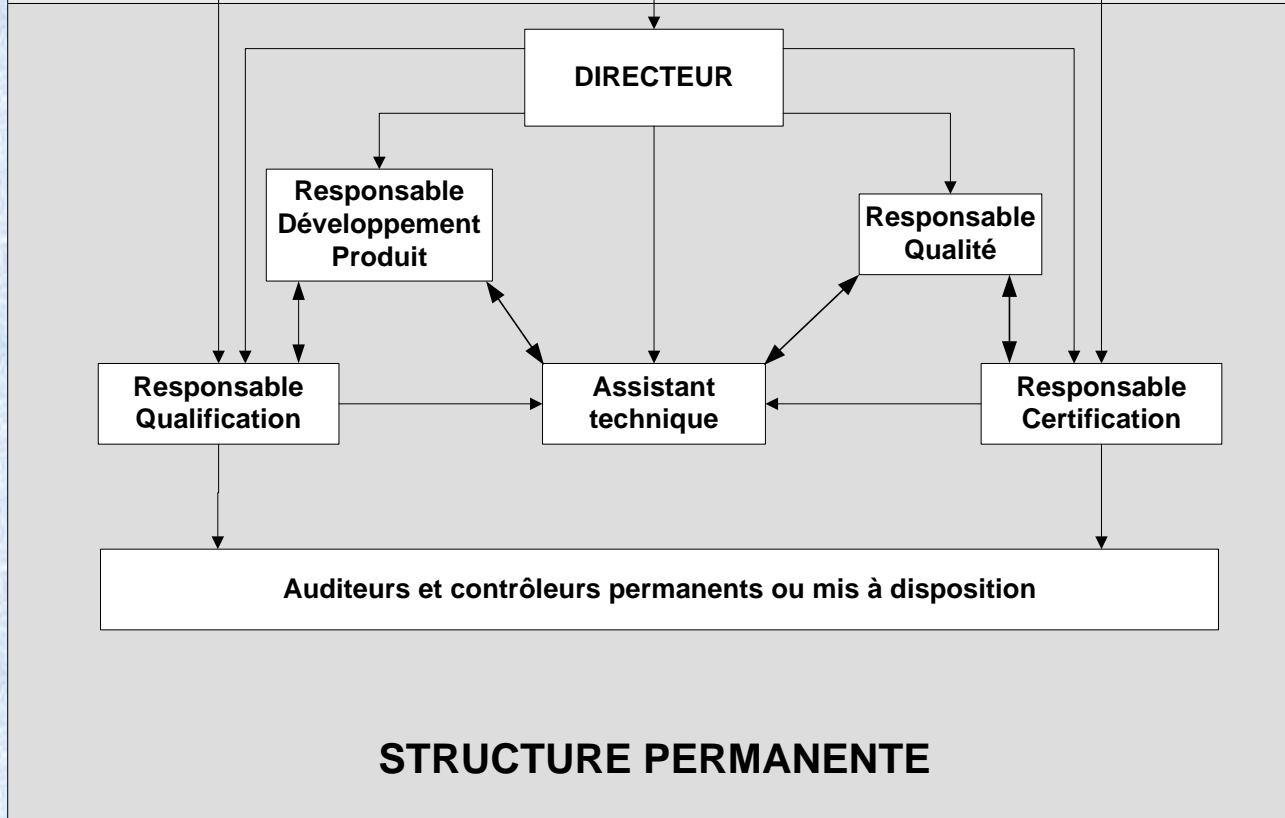 DIRECTEUR
Responsable
Développement
Produit
Responsable
Qualité
Responsable
Qualification
Assistant
technique
Responsable
Certification
Auditeurs et contrôleurs permanents ou mis à disposition
STRUCTURE PERMANENTE